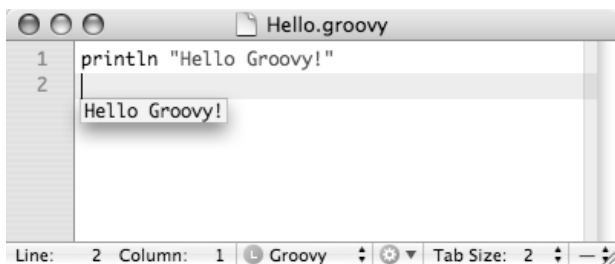 Hello.groovy
1 println "Hello Groovy!"
2
Hello Groovy!
Line: 2 Column: 1 L Groovy Tab Size: 2 —